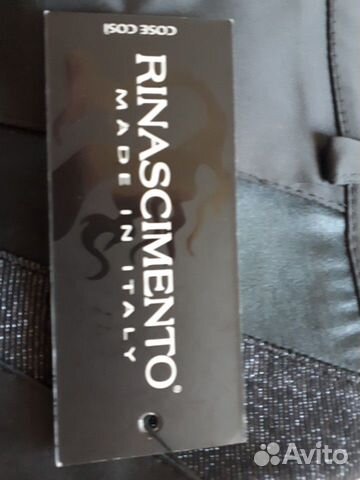 COSE COSÌ
RINASCIMENTO®
MADE IN ITALY
Avito